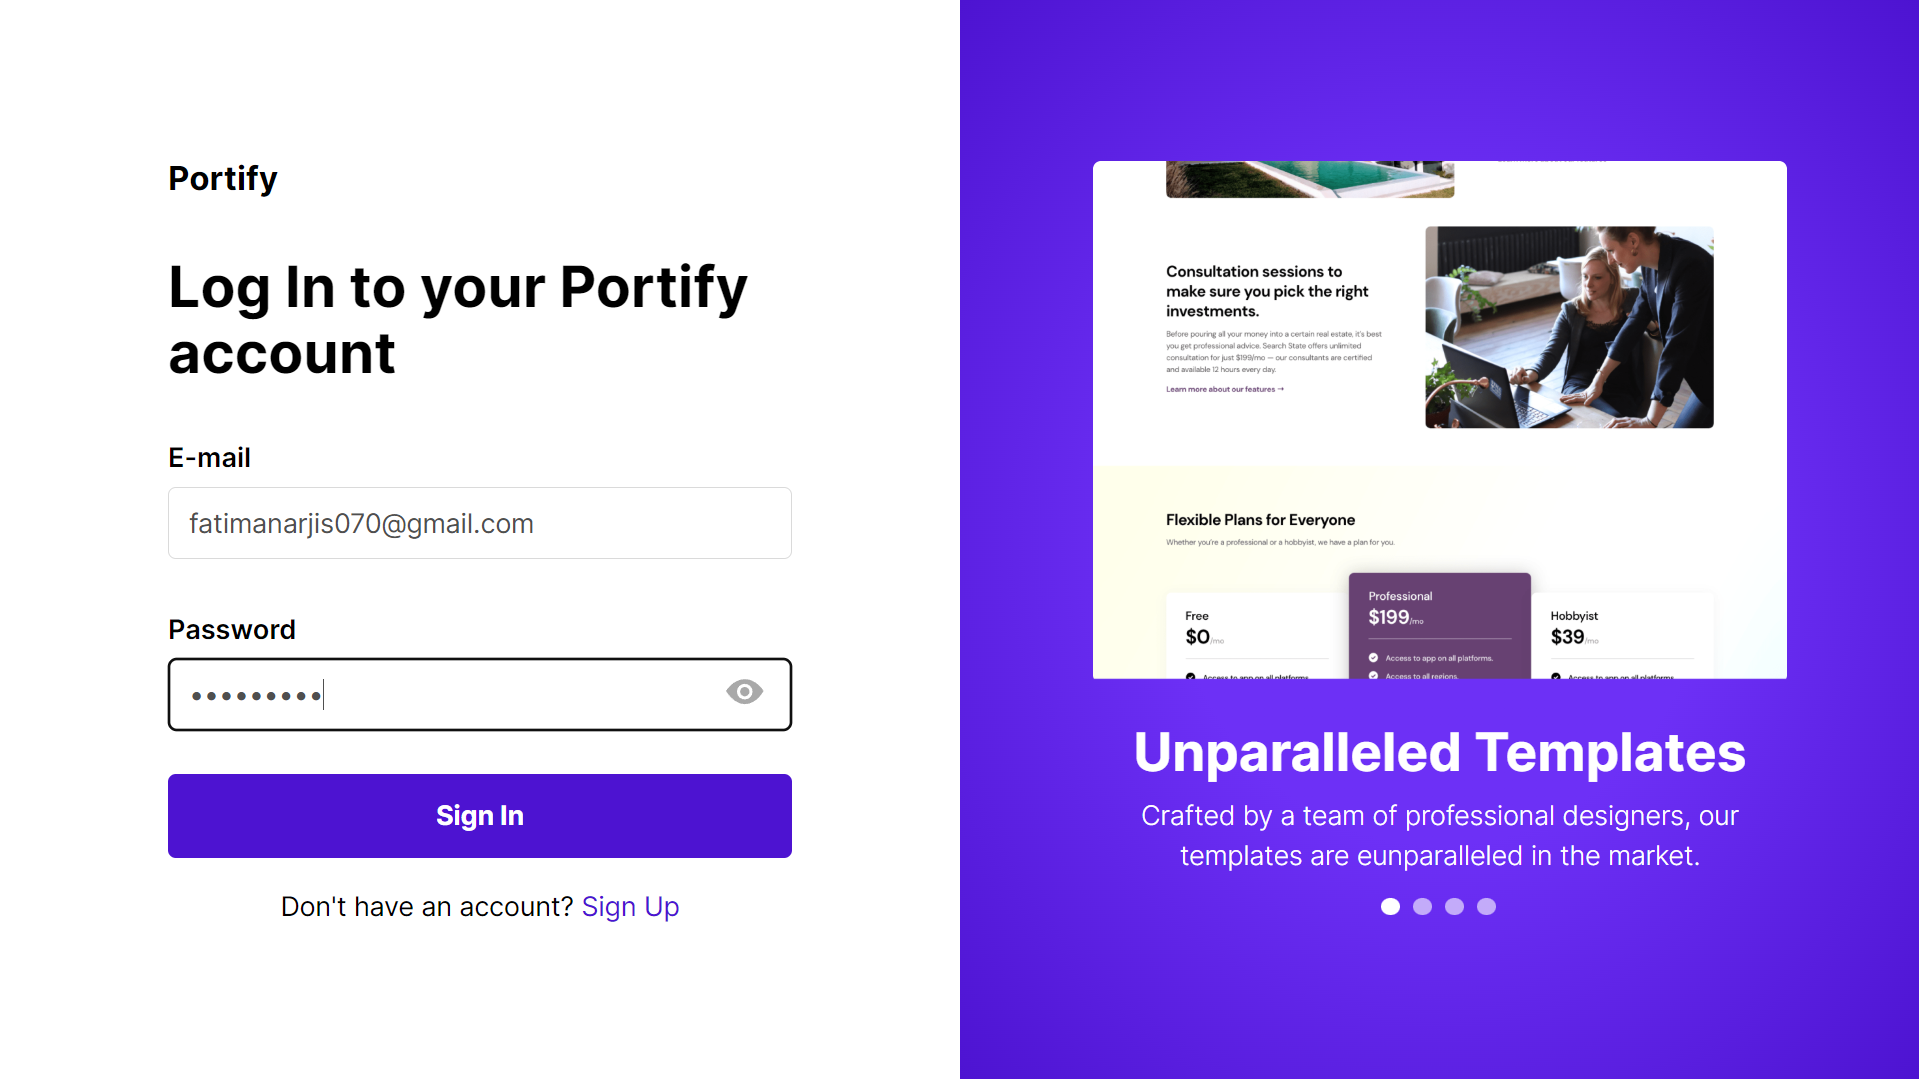 Portify
Log In to your Portify
account
E-mail
fatimanarjis070@gmail.com
Password
•••••••••
Sign In
Don't have an account? Sign Up
Consultation sessions to
make sure you pick the right
investments.
Before pouring all your money into a certain real estate, it's best
you get professional advice. Search State offers unlimited
consultation for just $199/mo — our consultants are certified
and available 12 hours every day.
Learn more about our features →
Flexible Plans for Everyone
Whether you're a professional or a hobbyist, we have a plan for you.
Free
$0/mo
Access to app on all platforms.
Professional
$199/mo
Access to app on all platforms.
Access to all regions.
Hobbyist
$39/mo
Access to app on all platforms.
Unparalleled Templates
Crafted by a team of professional designers, our
templates are eunparalleled in the market.